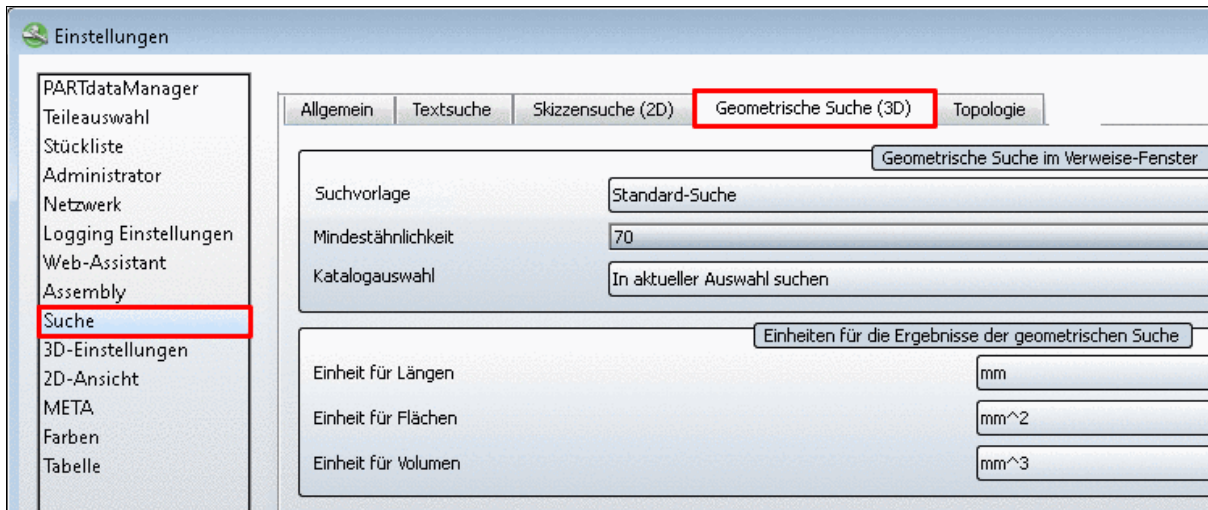 Einstellungen
PARTdataManager
Teileauswahl
Stückliste
Administrator
Netzwerk
Logging Einstellungen
Web-Assistant
Assembly
Suche
3D-Einstellungen
2D-Ansicht
META
Farben
Tabelle
Allgemein Textsuche Skizzensuche (2D) Geometrische Suche (3D) Topologie
Geometrische Suche im Verweise-Fenster
Suchvorlage Standard-Suche
Mindestähnlichkeit 70
Katalogauswahl In aktueller Auswahl suchen
Einheiten für die Ergebnisse der geometrischen Suche
Einheit für Längen mm
Einheit für Flächen mm^2
Einheit für Volumen mm^3